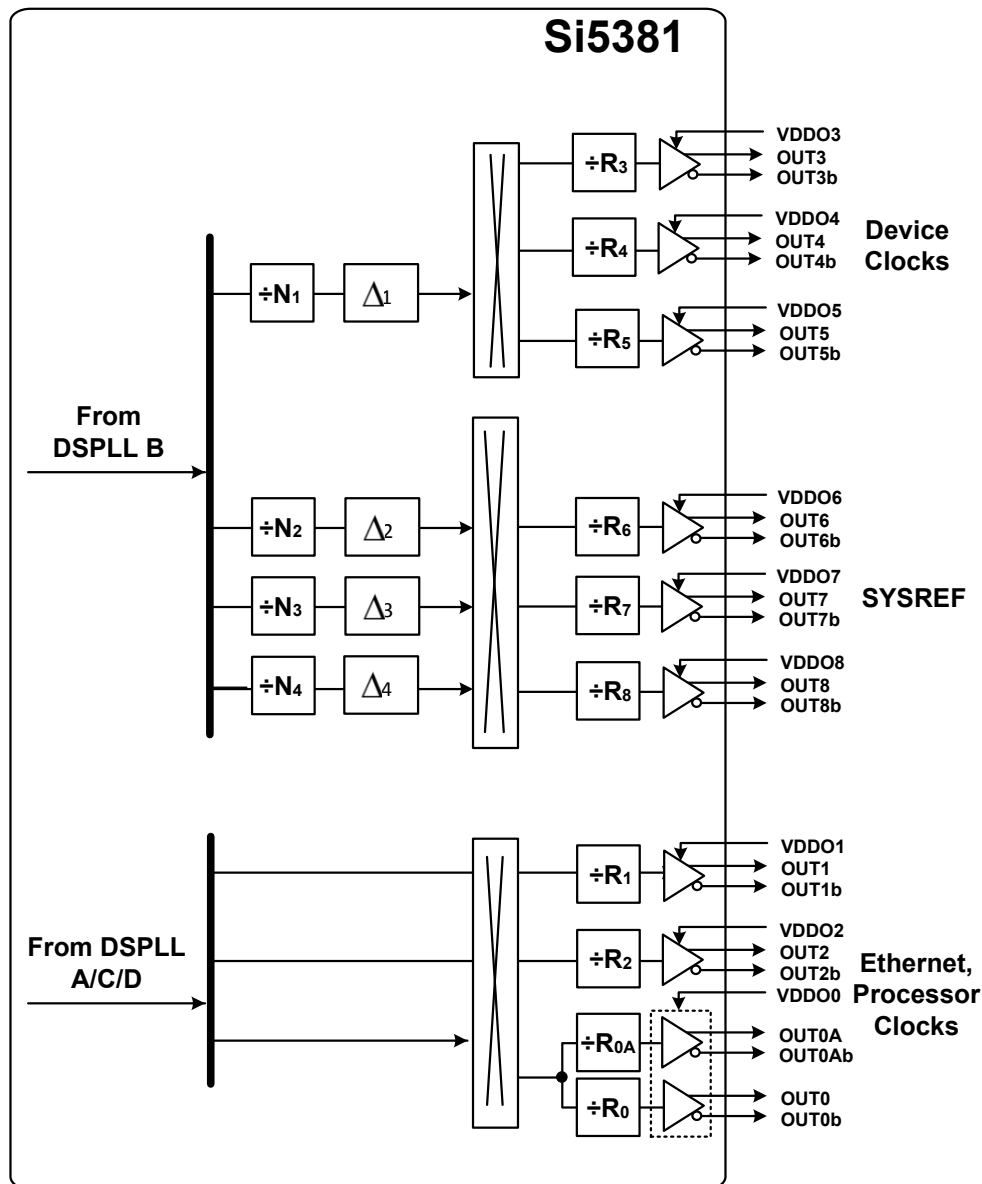 Si5381
VDDO3
÷R3
OUT3
OUT3b
VDDO4
÷R4
OUT4
OUT4b
Device
Clocks
÷N1
Δ1
VDDO5
÷R5
OUT5
OUT5b
From
DSPLL B
VDDO6
÷N2
Δ2
÷R6
OUT6
OUT6b
VDDO7
÷N3
Δ3
÷R7
OUT7
OUT7b
SYSREF
VDDO8
÷N4
Δ4
÷R8
OUT8
OUT8b
VDDO1
÷R1
OUT1
OUT1b
From DSPLL
A/C/D
VDDO2
÷R2
OUT2
OUT2b
VDDO0
Ethernet,
Processor
Clocks
÷R0A
OUT0A
OUT0Ab
÷R0
OUT0
OUT0b